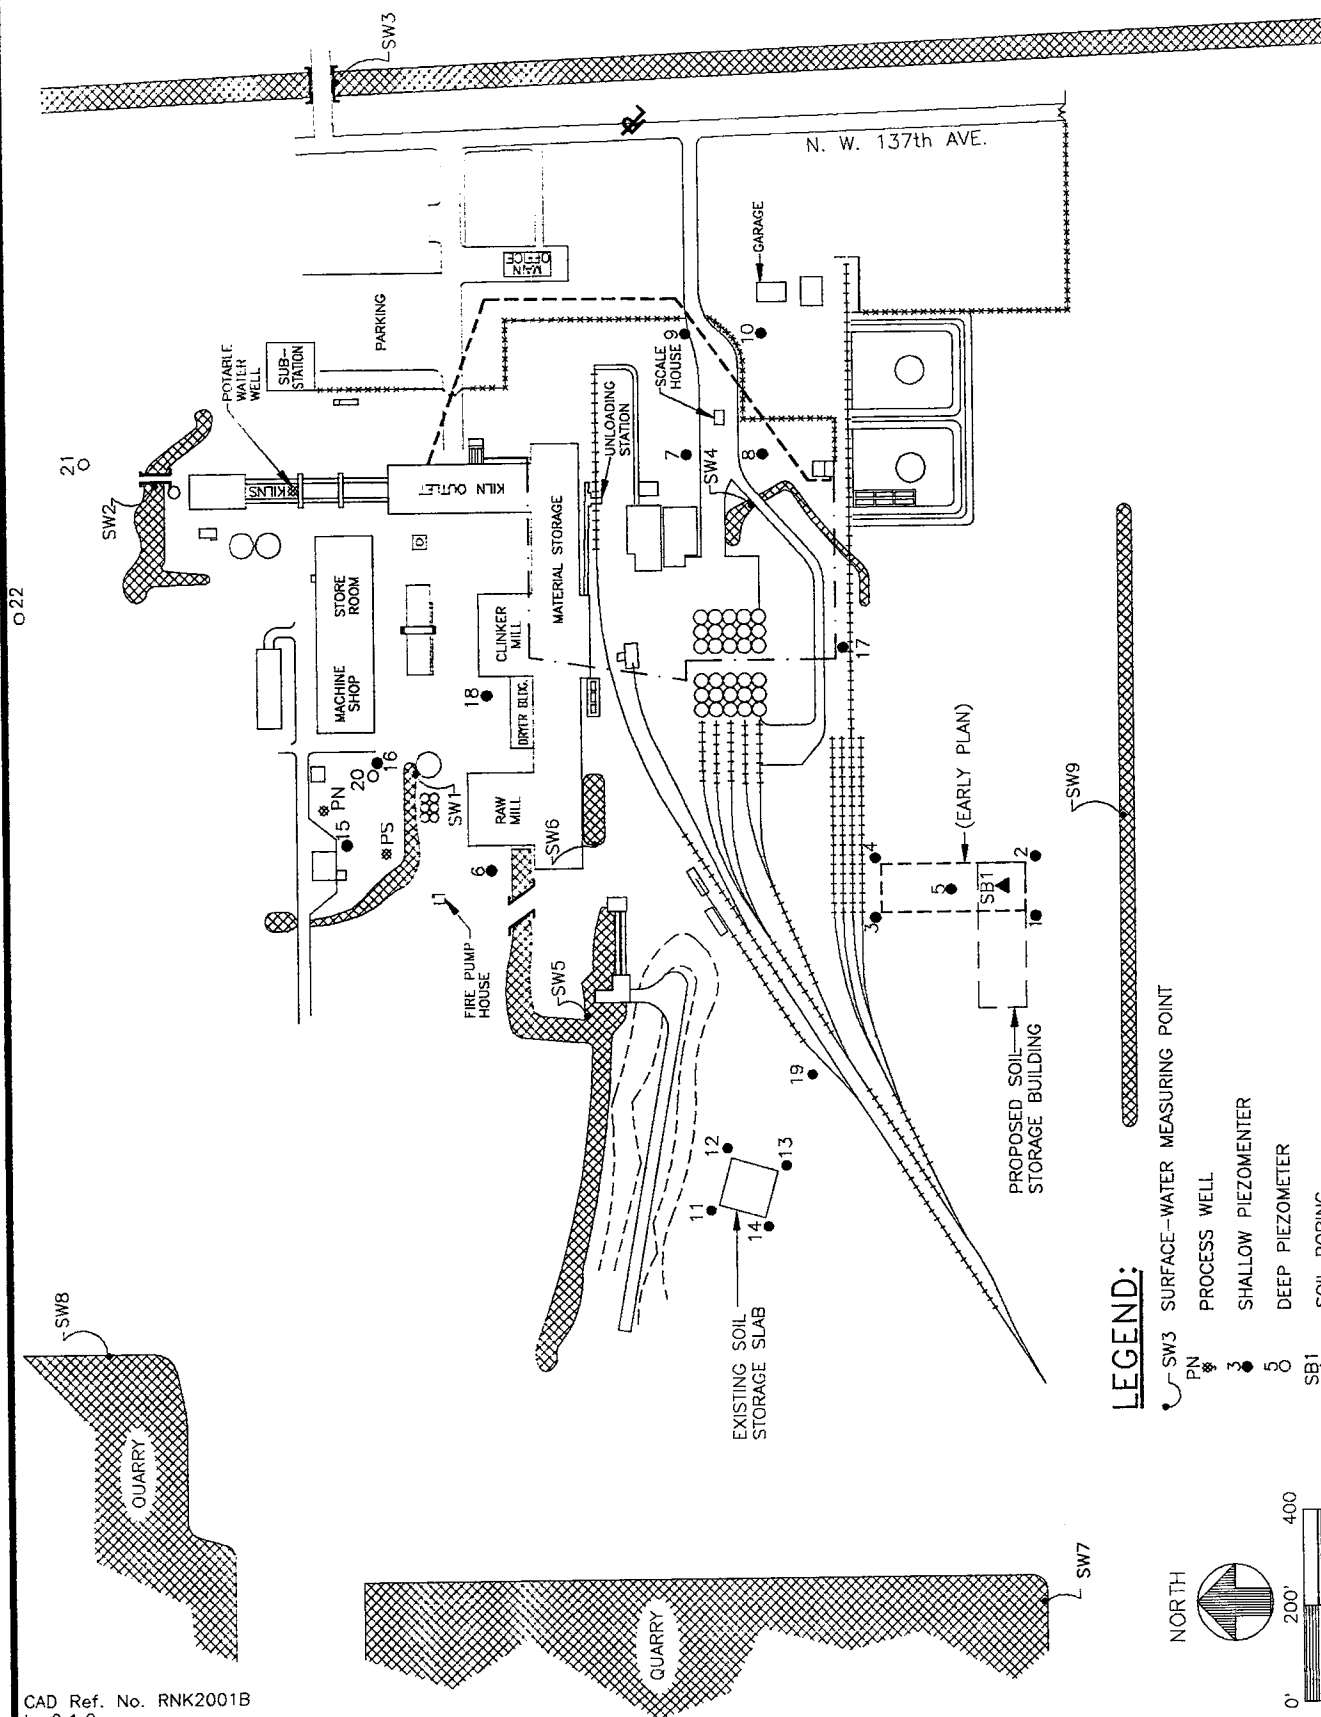 SW3
N. W. 137th AVE.
MAIN
OFFICE
GARAGE
PARKING
SUB-
STATION
POTABLE
WATER
WELL
21
SW2
22
KILNS
KILN OUTLET
UNLOADING
STATION
SCALE
HOUSE
9
10
7
8
SW4
MATERIAL STORAGE
STORE
ROOM
MACHINE
SHOP
CLINKER
MILL
DRYER BLDG.
18
17
RAW
MILL
16
20
PN
15
PS
SW1
6
SW6
FIRE PUMP
HOUSE
SW5
(EARLY PLAN)
SW9
4
2
5
SB1
3
1
19
PROPOSED SOIL
STORAGE BUILDING
12
13
11
14
EXISTING SOIL
STORAGE SLAB
SW8
QUARRY
QUARRY
SW7
LEGEND:
SW3 SURFACE-WATER MEASURING POINT
PN PROCESS WELL
3 SHALLOW PIEZOMENTER
5 DEEP PIEZOMETER
SB1 SOIL BORING
NORTH
0' 200' 400
CAD Ref. No. RNK2001B